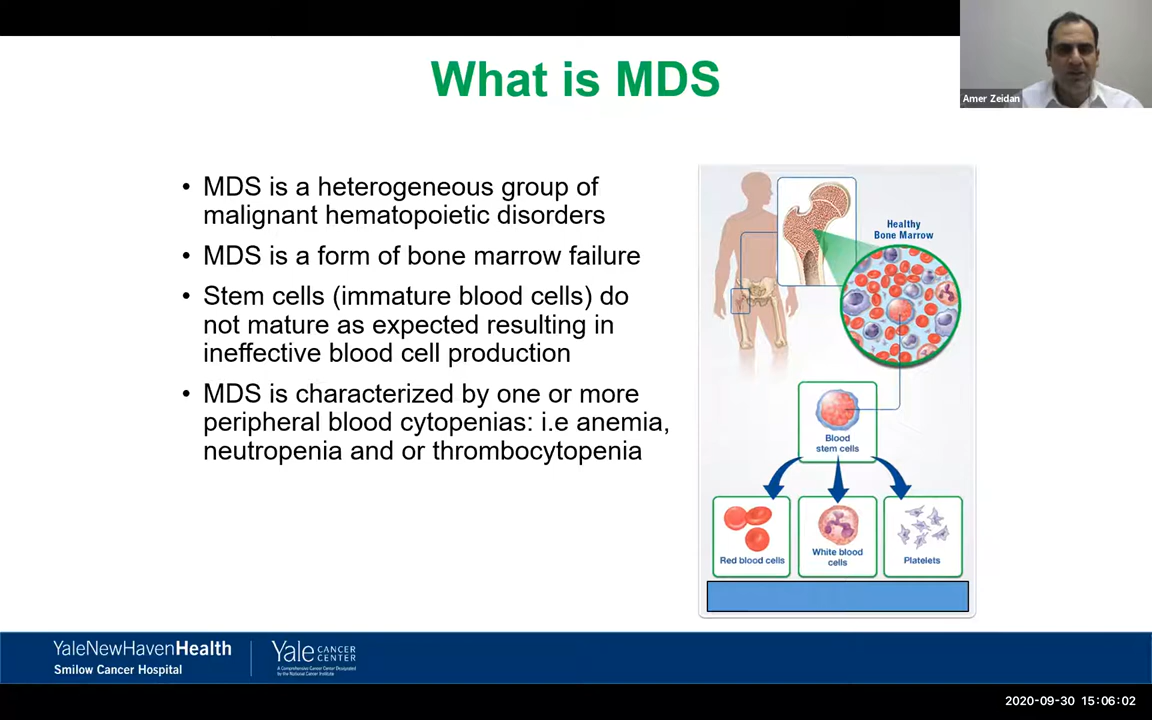 What is MDS
Amer Zeidan
• MDS is a heterogeneous group of
malignant hematopoietic disorders
• MDS is a form of bone marrow failure
• Stem cells (immature blood cells) do
not mature as expected resulting in
ineffective blood cell production
• MDS is characterized by one or more
peripheral blood cytopenias: i.e anemia,
neutropenia and or thrombocytopenia
Healthy
Bone Marrow
Blood
stem cells
Red blood cells
White blood
cells
Platelets
YaleNewHavenHealth
Smilow Cancer Hospital
Yale CANCER
CENTER
A Comprehensive Cancer Center Designated
by the National Cancer Institute
2020-09-30 15:06:02